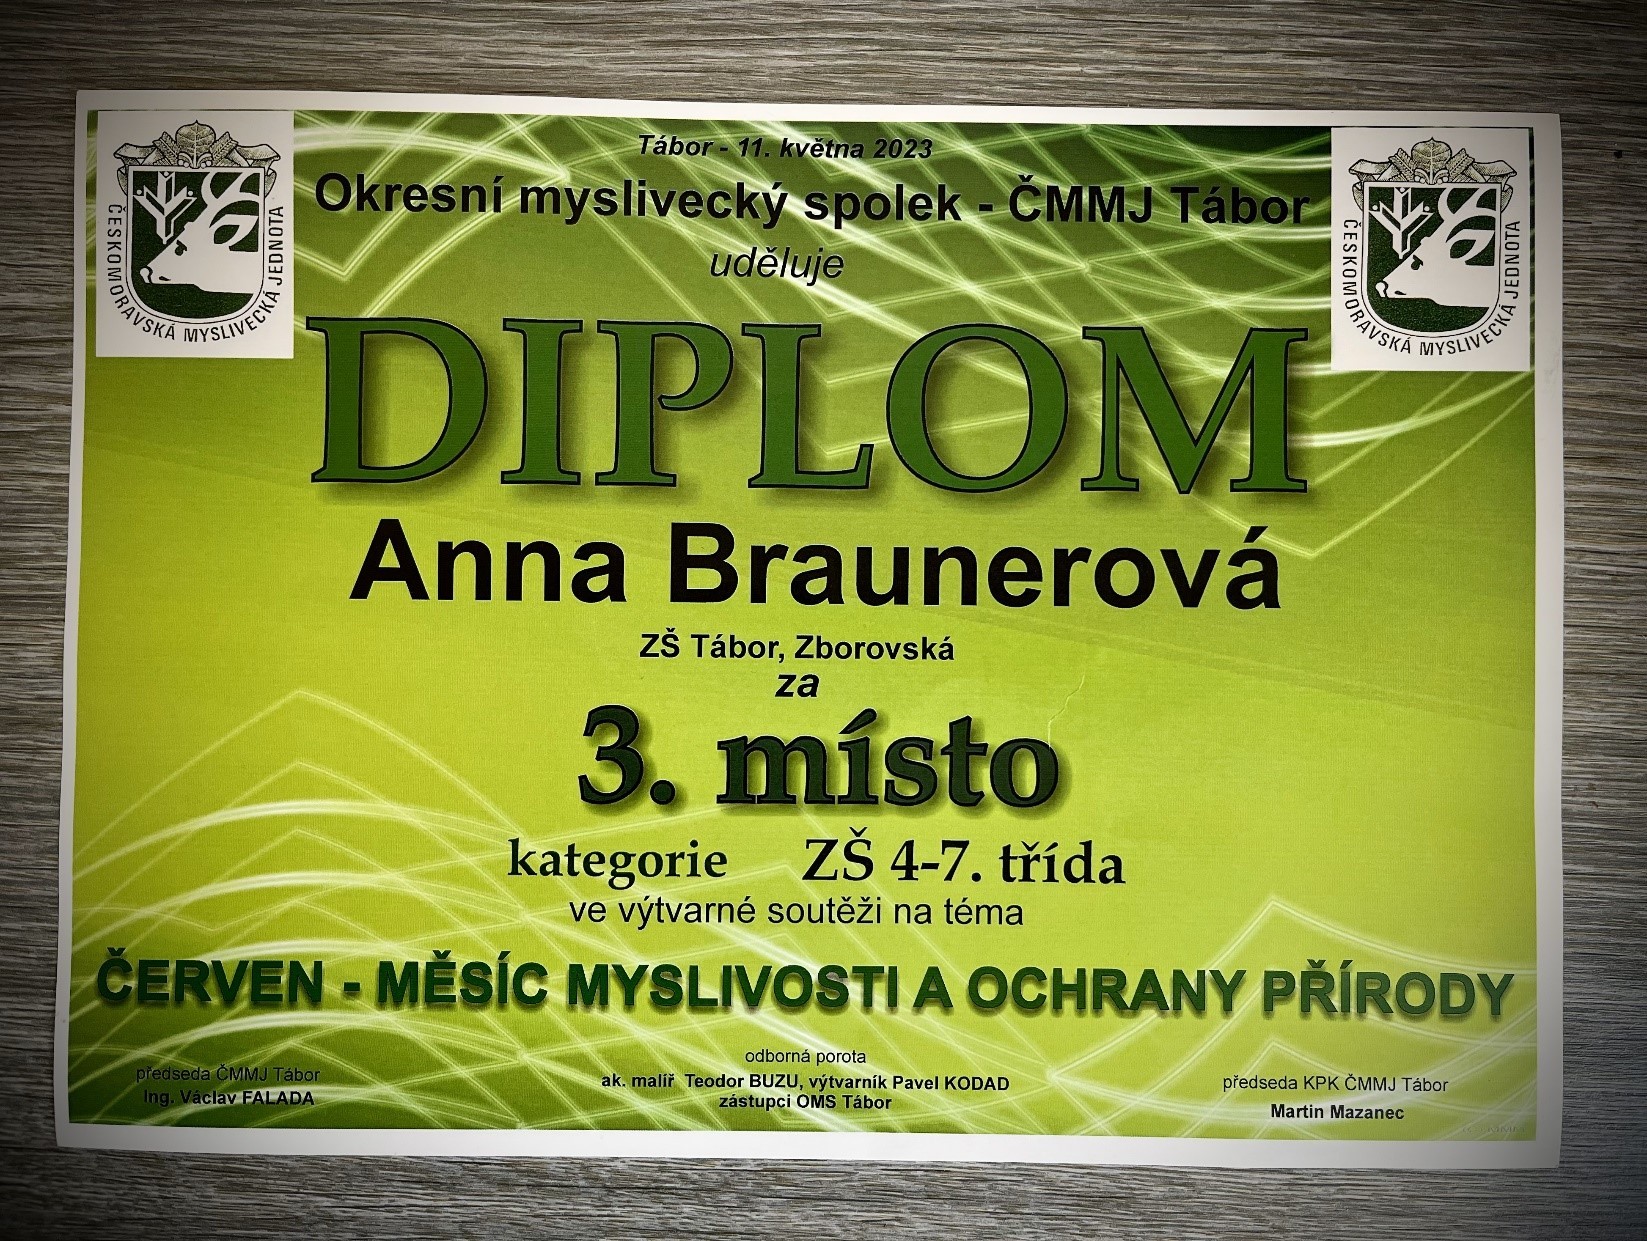 Tábor - 11. května 2023
Okresní myslivecký spolek - ČMMJ Tábor
uděluje
ČESKOMORAVSKÁ MYSLIVECKÁ JEDNOTA
ČESKOMORAVSKÁ MYSLIVECKÁ JEDNOTA
DIPLOM
Anna Braunerová
ZŠ Tábor, Zborovská
za
3. místo
kategorie ZŠ 4-7. třída
ve výtvarné soutěži na téma
ČERVEN - MĚSÍC MYSLIVOSTI A OCHRANY PŘÍRODY
předseda ČMMJ Tábor
Ing. Václav FALADA
odborná porota
ak. malíř Teodor BUZU, výtvarník Pavel KODAD
zástupci OMS Tábor
předseda KPK ČMMJ Tábor
Martin Mazanec